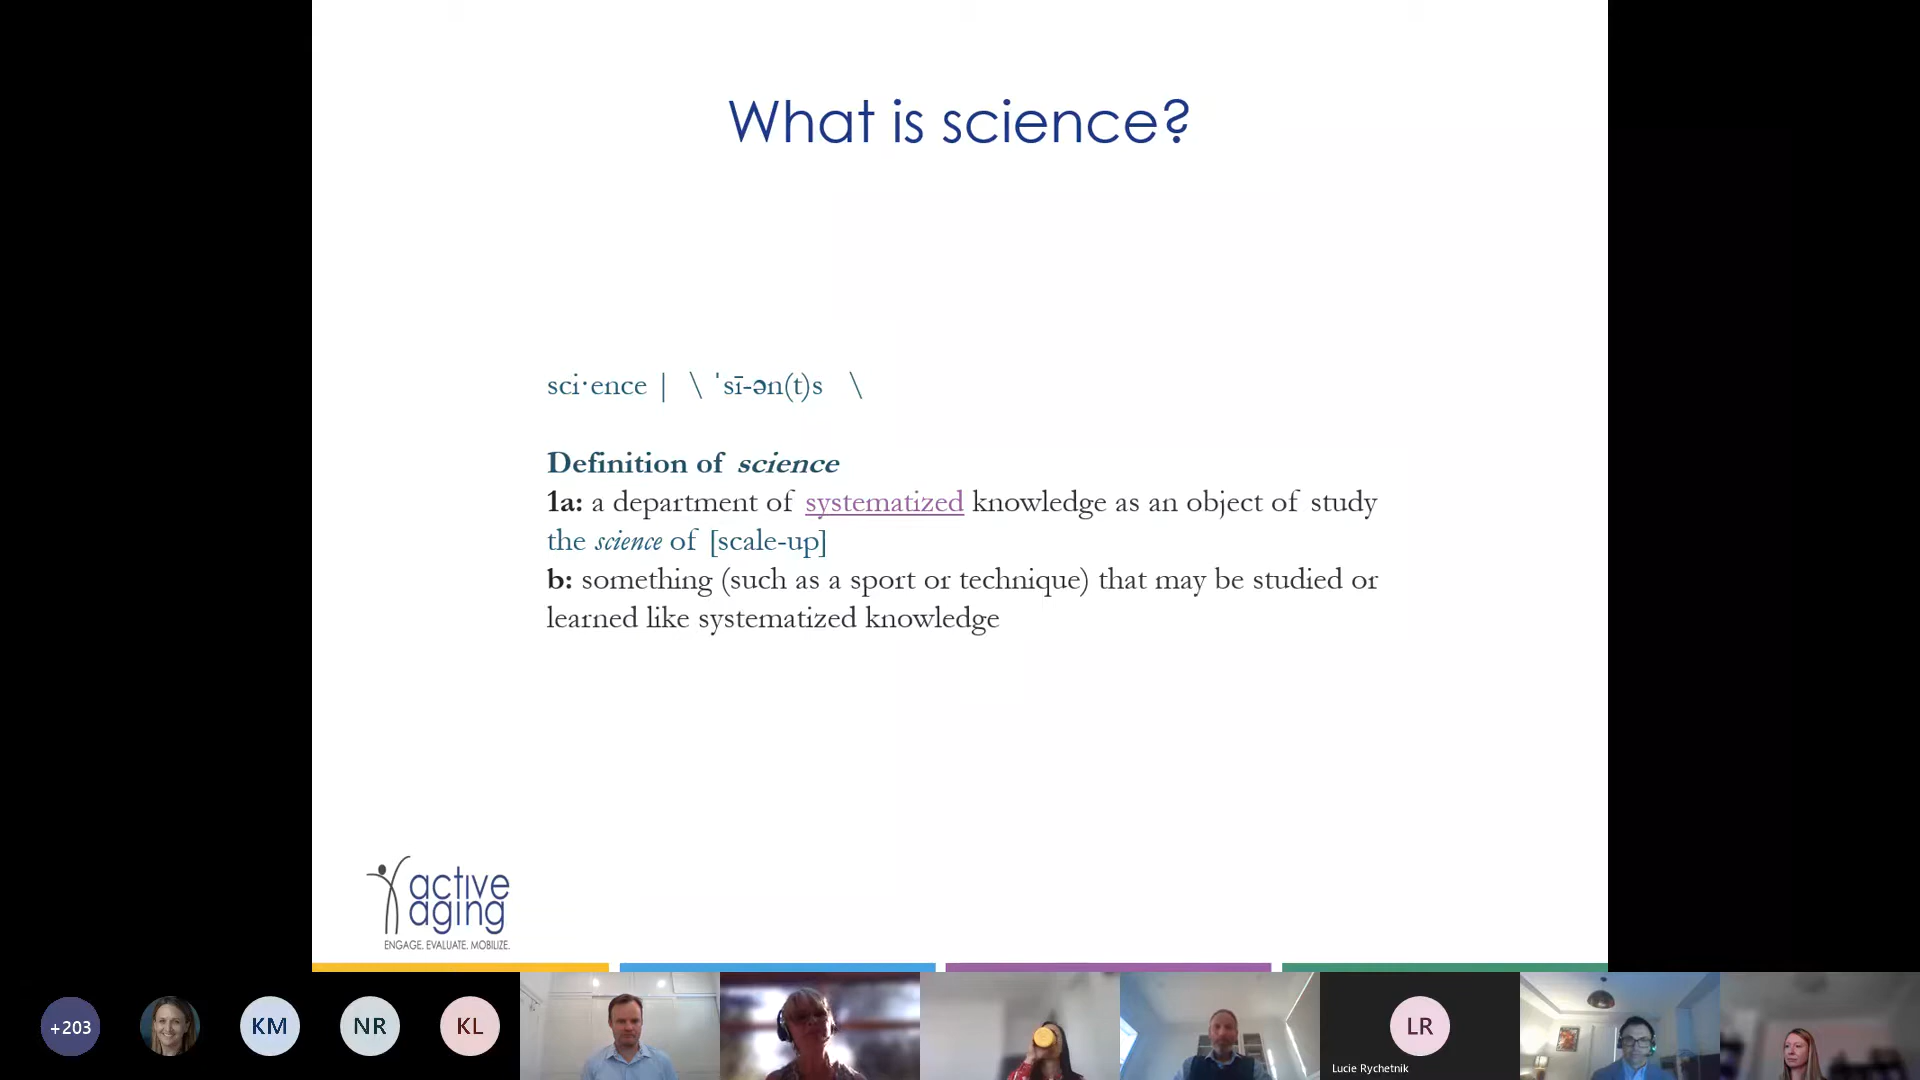 What is science?
sci·ence | \ ˈsī-ən(t)s \
Definition of science
1a: a department of systematized knowledge as an object of study
the science of [scale-up]
b: something (such as a sport or technique) that may be studied or
learned like systematized knowledge
active
aging
ENGAGE. EVALUATE. MOBILIZE.
+203
KM
NR
KL
LR
Lucie Rychetnik